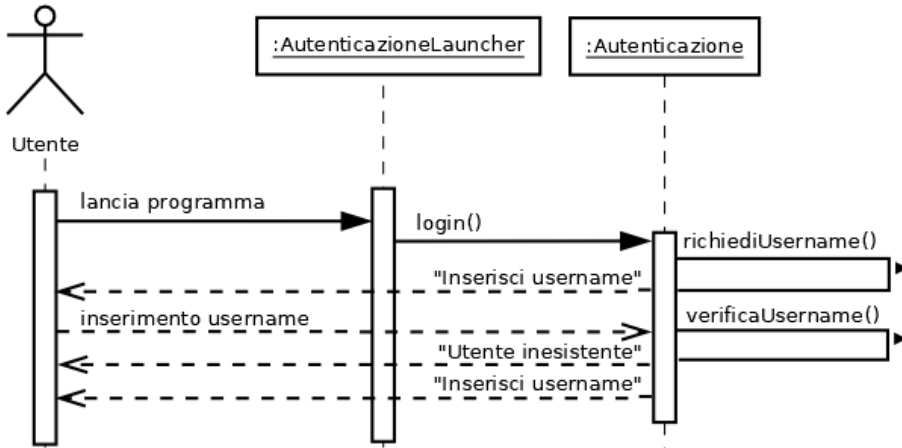 :AutenticazioneLauncher
:Autenticazione
Utente
lancia programma
login()
richiediUsername()
"Inserisci username"
inserimento username
verificaUsername()
"Utente inesistente"
"Inserisci username"